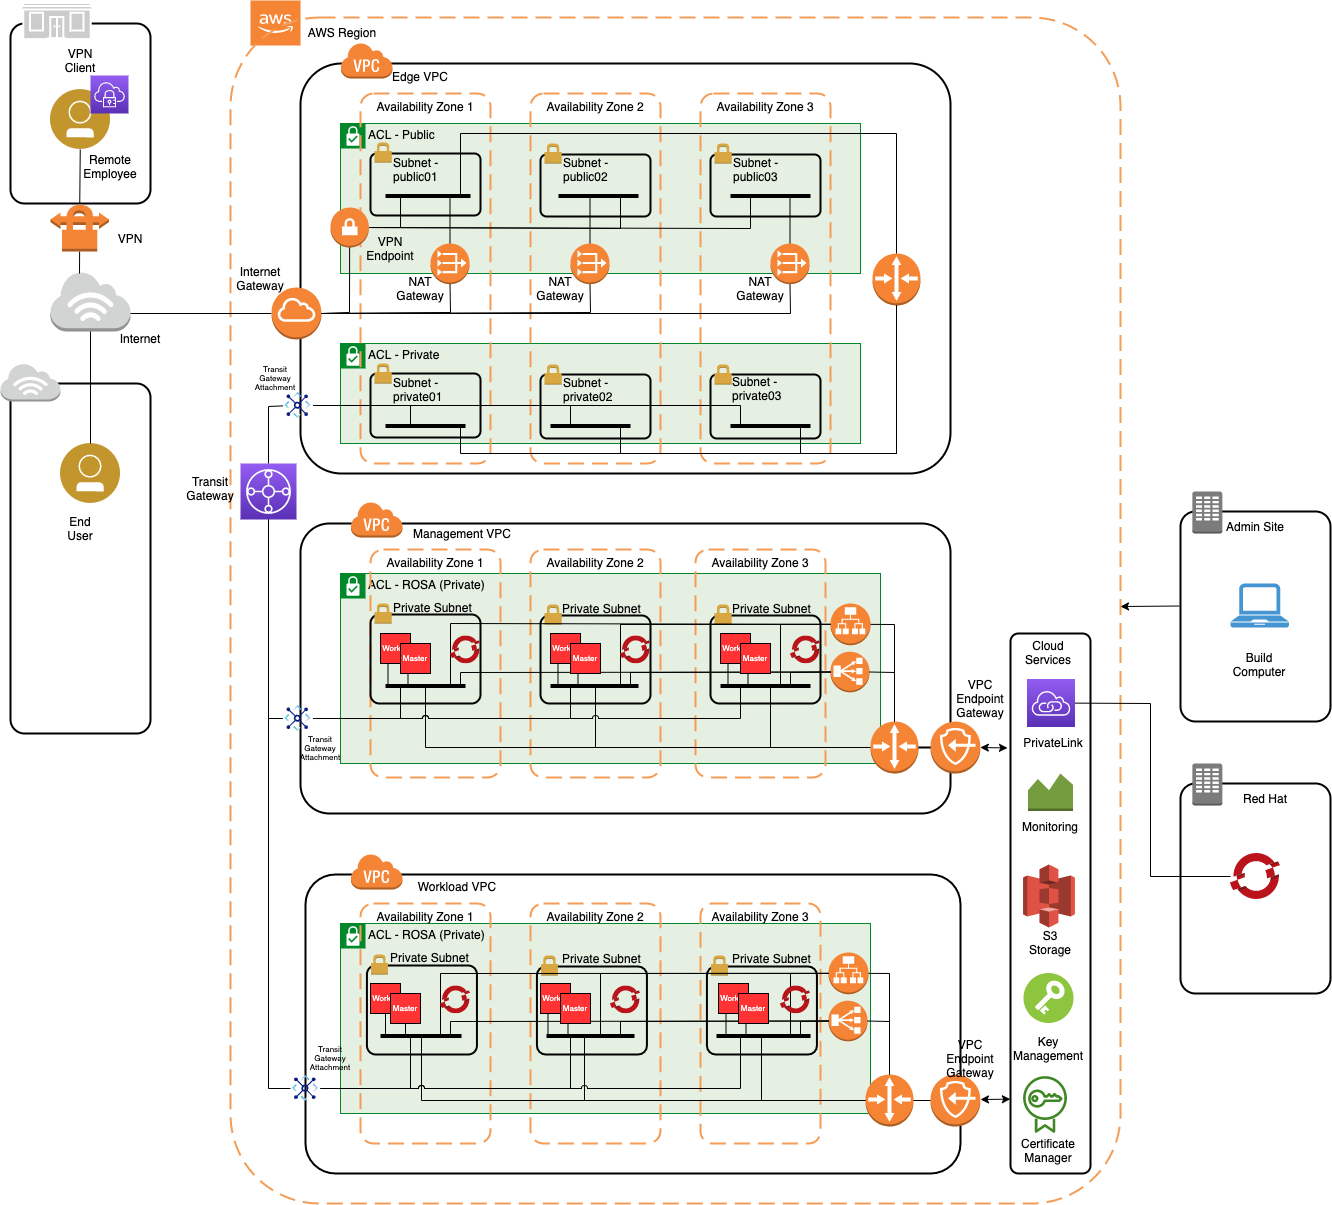 aws
AWS Region
VPN
Client
Remote
Employee
VPN
Internet
End
User
VPC
Edge VPC
Availability Zone 1
Availability Zone 2
Availability Zone 3
ACL - Public
Subnet -
public01
Subnet -
public02
Subnet -
public03
VPN
Endpoint
Internet
Gateway
NAT
Gateway
NAT
Gateway
NAT
Gateway
ACL - Private
Subnet -
private01
Subnet -
private02
Subnet -
private03
Transit
Gateway
Attachment
Transit
Gateway
VPC
Management VPC
Availability Zone 1
Availability Zone 2
Availability Zone 3
ACL - ROSA (Private)
Private Subnet
Private Subnet
Private Subnet
Work
Master
Work
Master
Work
Master
Transit
Gateway
Attachment
VPC
Endpoint
Gateway
VPC
Workload VPC
Availability Zone 1
Availability Zone 2
Availability Zone 3
ACL - ROSA (Private)
Private Subnet
Private Subnet
Private Subnet
Work
Master
Work
Master
Work
Master
Transit
Gateway
Attachment
VPC
Endpoint
Gateway
Cloud
Services
PrivateLink
Monitoring
S3
Storage
Key
Management
Certificate
Manager
Admin Site
Build
Computer
Red Hat